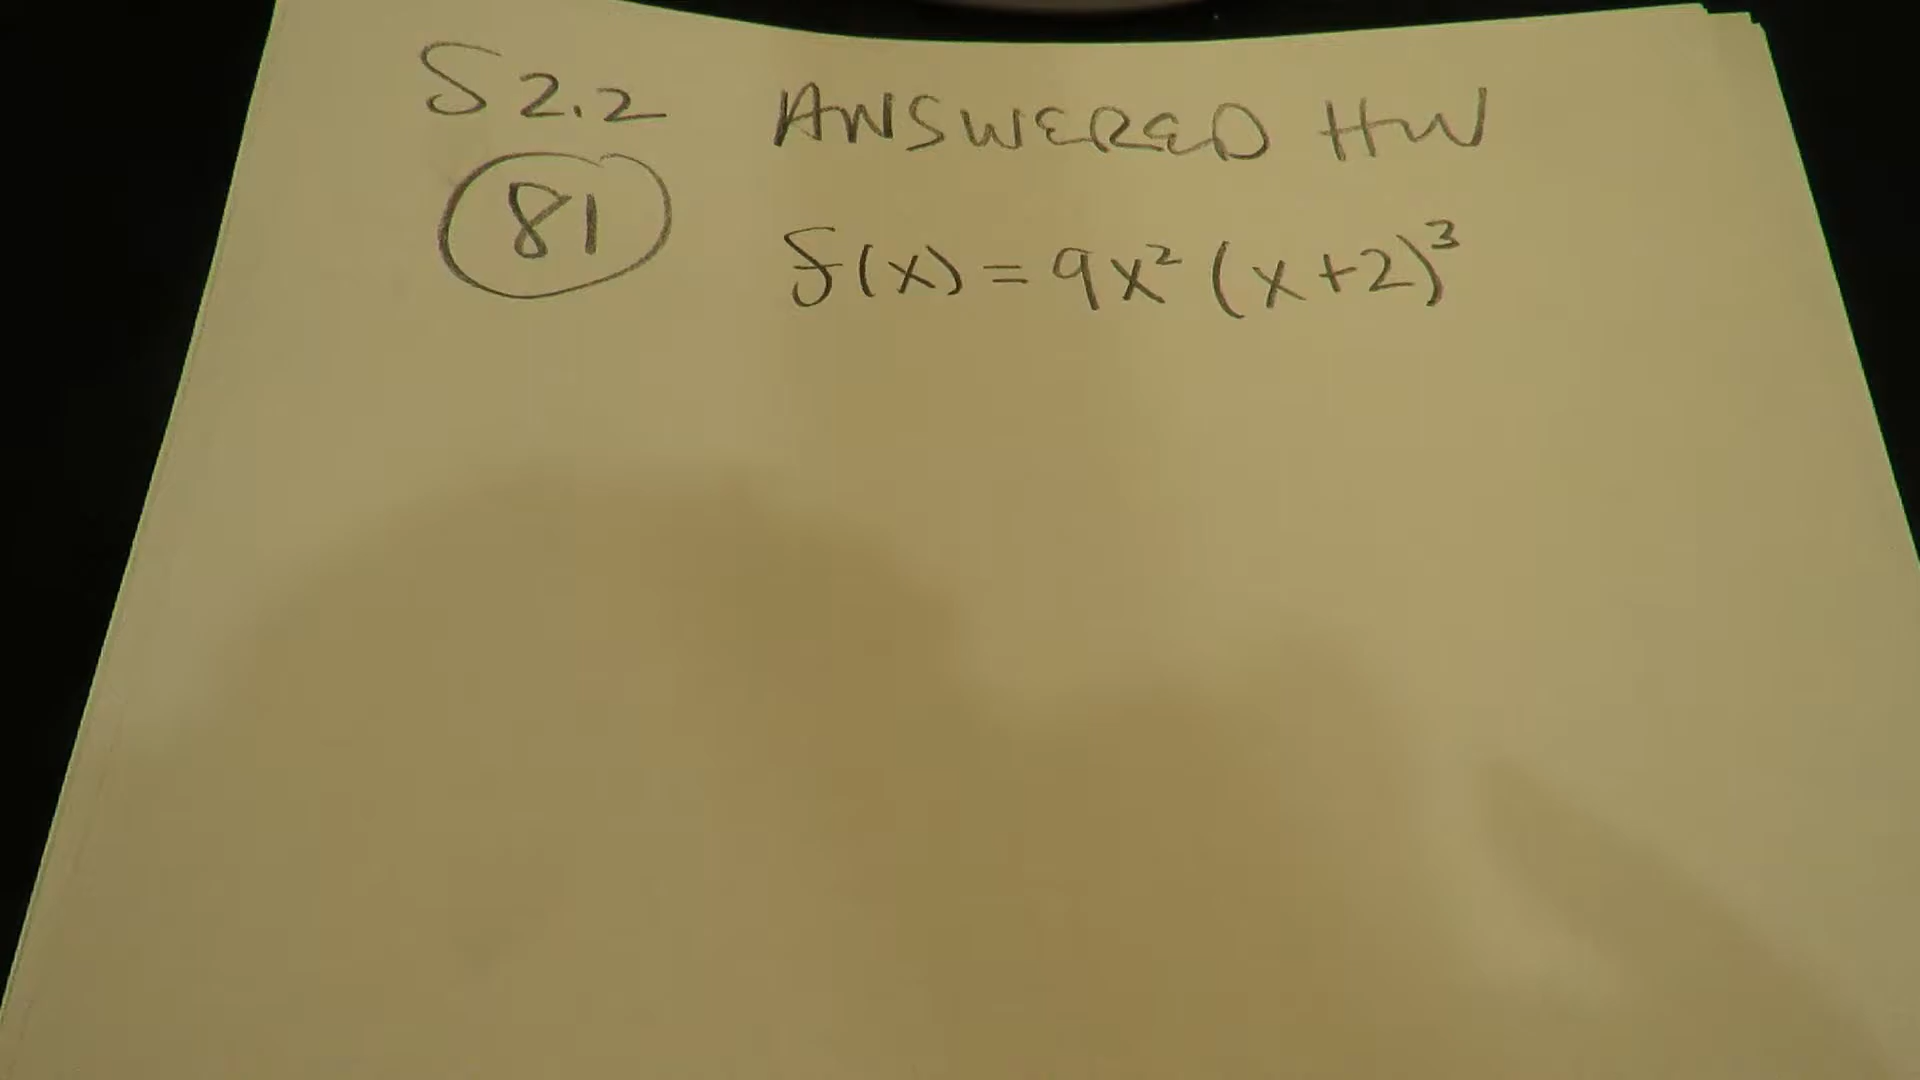 S 2.2 ANSWERED HW
81 f(x) = 9x² (x+2)³